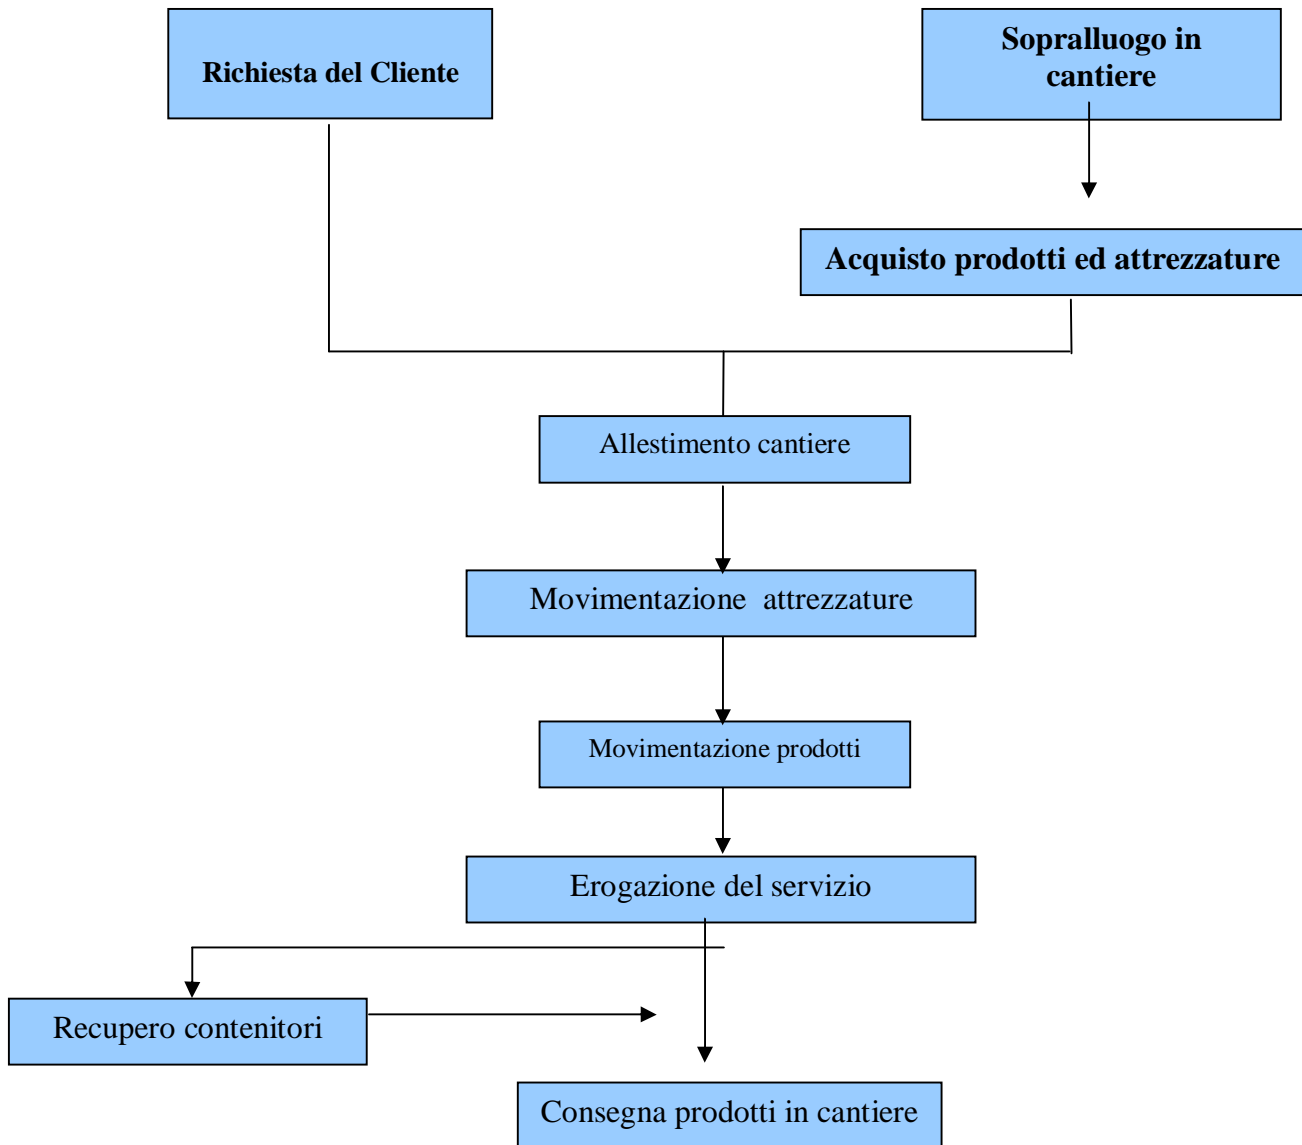 Richiesta del Cliente
Sopralluogo in
cantiere
Acquisto prodotti ed attrezzature
Allestimento cantiere
Movimentazione attrezzature
Movimentazione prodotti
Erogazione del servizio
Recupero contenitori
Consegna prodotti in cantiere